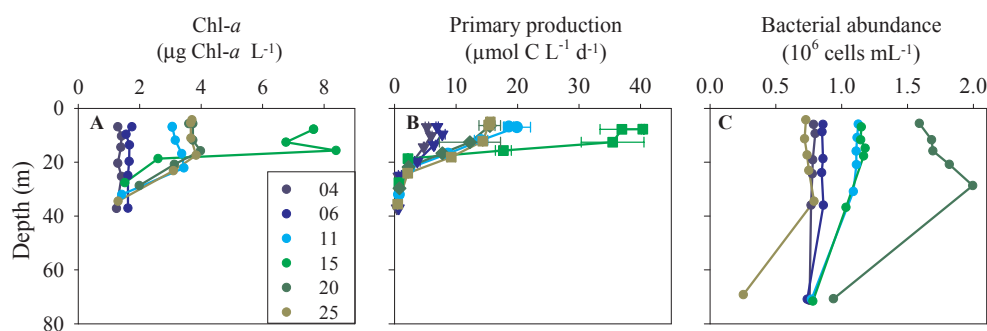 Chl-a
(µg Chl-a L-1)
Primary production
(µmol C L-1 d-1)
Bacterial abundance
(10⁶ cells mL-1)
0 2 4 6 8 10
0 10 20 30 40
0.0 0.5 1.0 1.5 2.0
0
20
40
60
80
Depth (m)
A
B
C
04
06
11
15
20
25